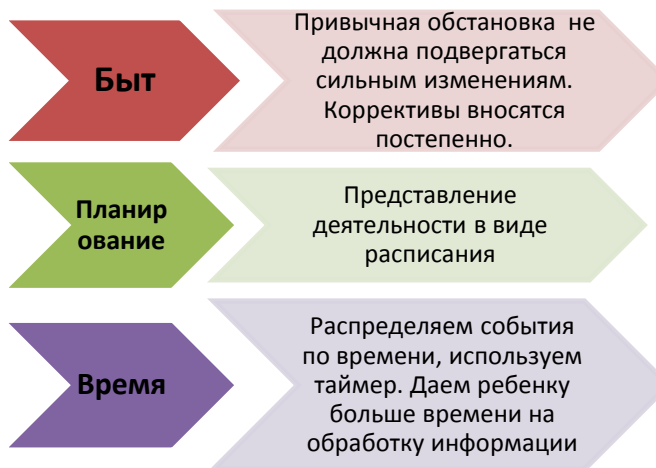 Быт
Привычная обстановка не
должна подвергаться
сильным изменениям.
Коррективы вносятся
постепенно.
Планир
ование
Представление
деятельности в виде
расписания
Время
Распределяем события
по времени, используем
таймер. Даем ребенку
больше времени на
обработку информации